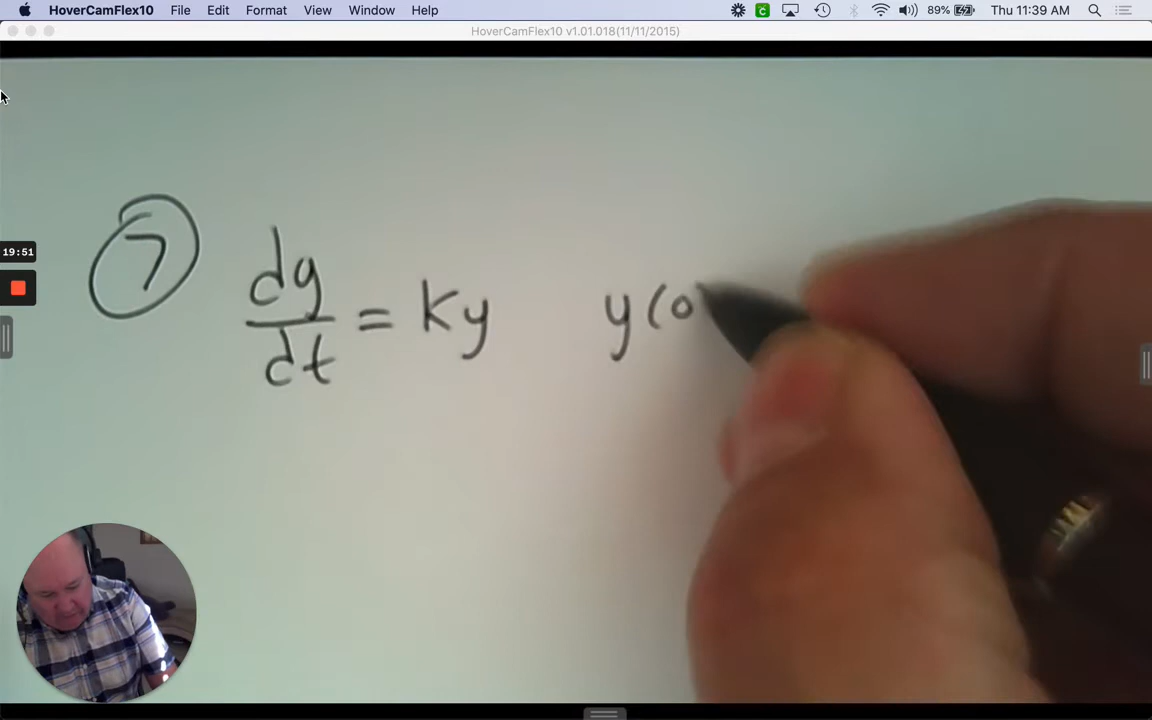 HoverCamFlex10 File Edit Format View Window Help 89% Thu 11:39 AM
HoverCamFlex10 v1.01.018(11/11/2015)
19:51
7 dy/dt = ky y(0